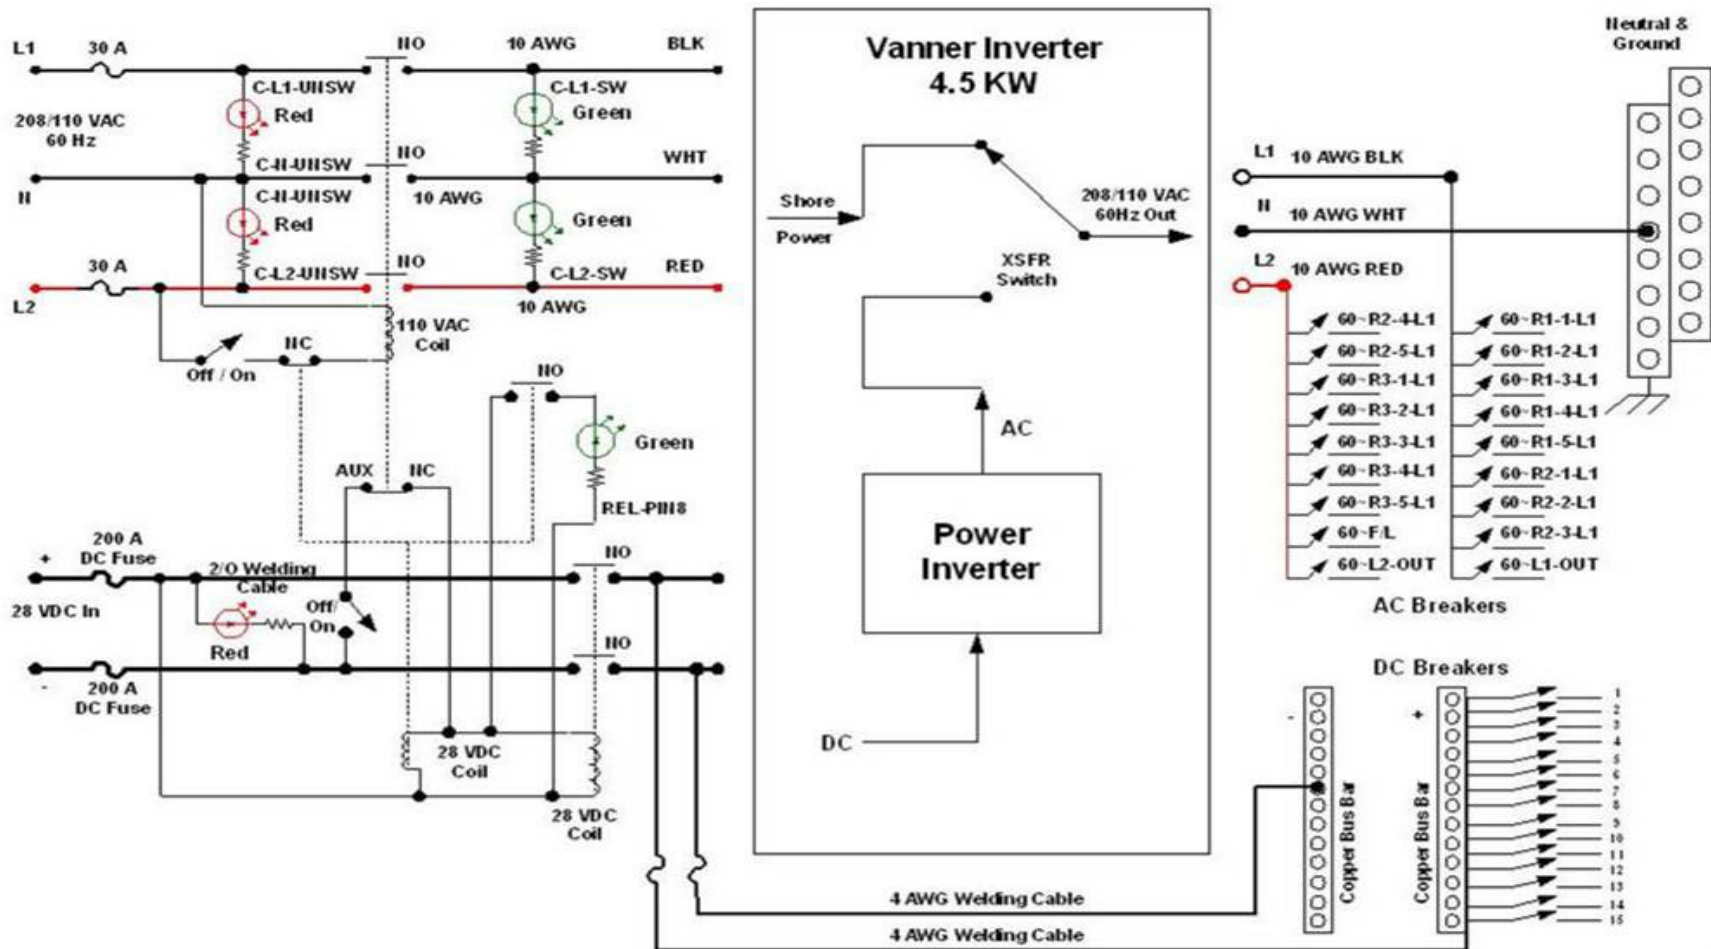 L1
30 A
NO
10 AWG
BLK
C-L1-UNSW
Red
C-L1-SW
Green
208/110 VAC
60 Hz
C-N-UNSW
NO
WHT
N
C-N-UNSW
10 AWG
Red
Green
30 A
C-L2-UNSW
NO
C-L2-SW
RED
L2
10 AWG
110 VAC
Coil
NC
Off / On
NO
Green
AUX
NC
REL-PIN8
200 A
DC Fuse
+
2/O Welding
Cable
NO
28 VDC In
Off/
On
Red
NO
-
200 A
DC Fuse
28 VDC
Coil
28 VDC
Coil
Vanner Inverter
4.5 KW
Shore
Power
208/110 VAC
60Hz Out
XSFR
Switch
AC
Power
Inverter
DC
4 AWG Welding Cable
4 AWG Welding Cable
Neutral &
Ground
L1 10 AWG BLK
N 10 AWG WHT
L2 10 AWG RED
60~R2-4-L1
60~R2-5-L1
60~R3-1-L1
60~R3-2-L1
60~R3-3-L1
60~R3-4-L1
60~R3-5-L1
60~F/L
60~L2-OUT
60~R1-1-L1
60~R1-2-L1
60~R1-3-L1
60~R1-4-L1
60~R1-5-L1
60~R2-1-L1
60~R2-2-L1
60~R2-3-L1
60~L1-OUT
AC Breakers
DC Breakers
-
Copper Bus Bar
+
Copper Bus Bar
1
2
3
4
5
6
7
8
9
10
11
12
13
14
15